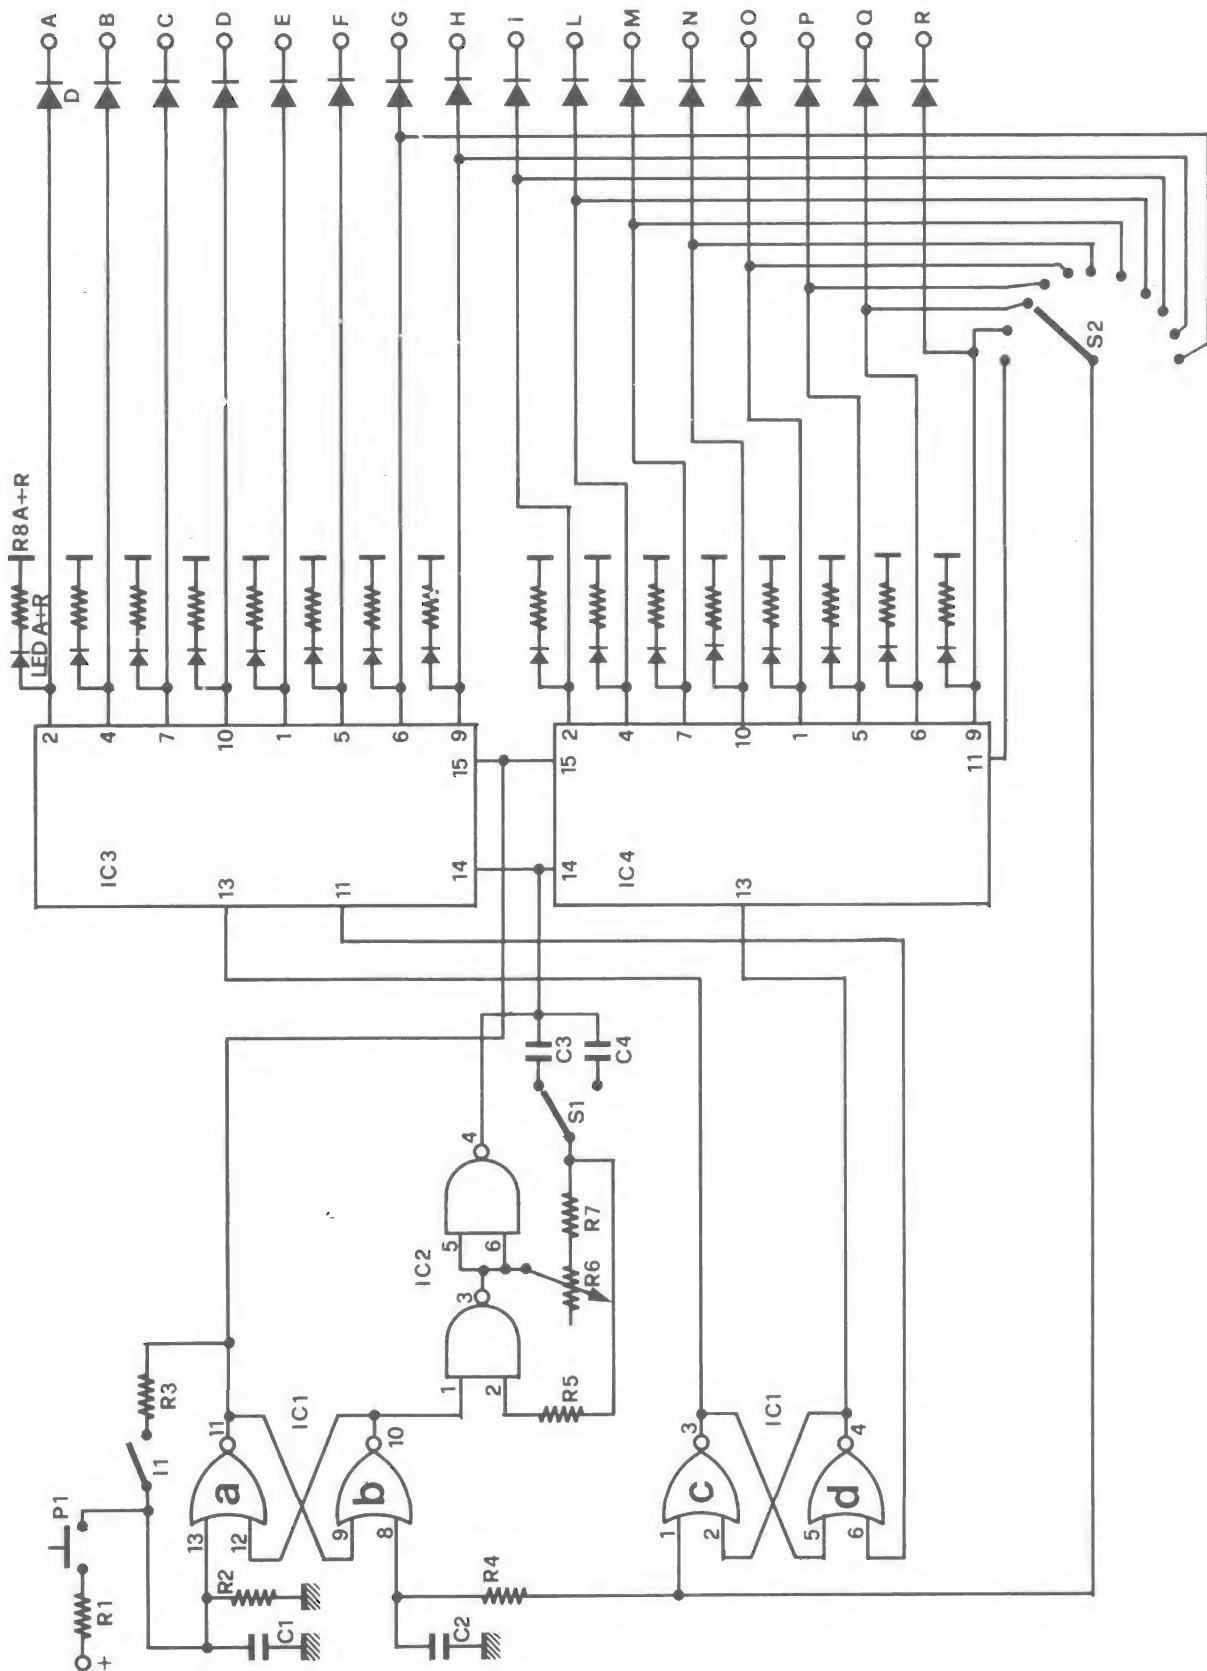 A
B
C
D
E
F
G
H
i
L
M
N
O
P
Q
R
D
R8 A÷R
LED A÷R
2
4
7
10
1
5
6
9
15
14
IC3
13
11
2
4
7
10
1
5
6
9
11
15
14
IC4
13
S2
C3
C4
S1
4
5
6
IC2
3
1
2
R7
R6
R5
R3
I1
P1
R1
+
11
a
13
12
IC1
10
b
9
8
R2
C1
C2
R4
3
c
1
2
IC1
4
d
5
6